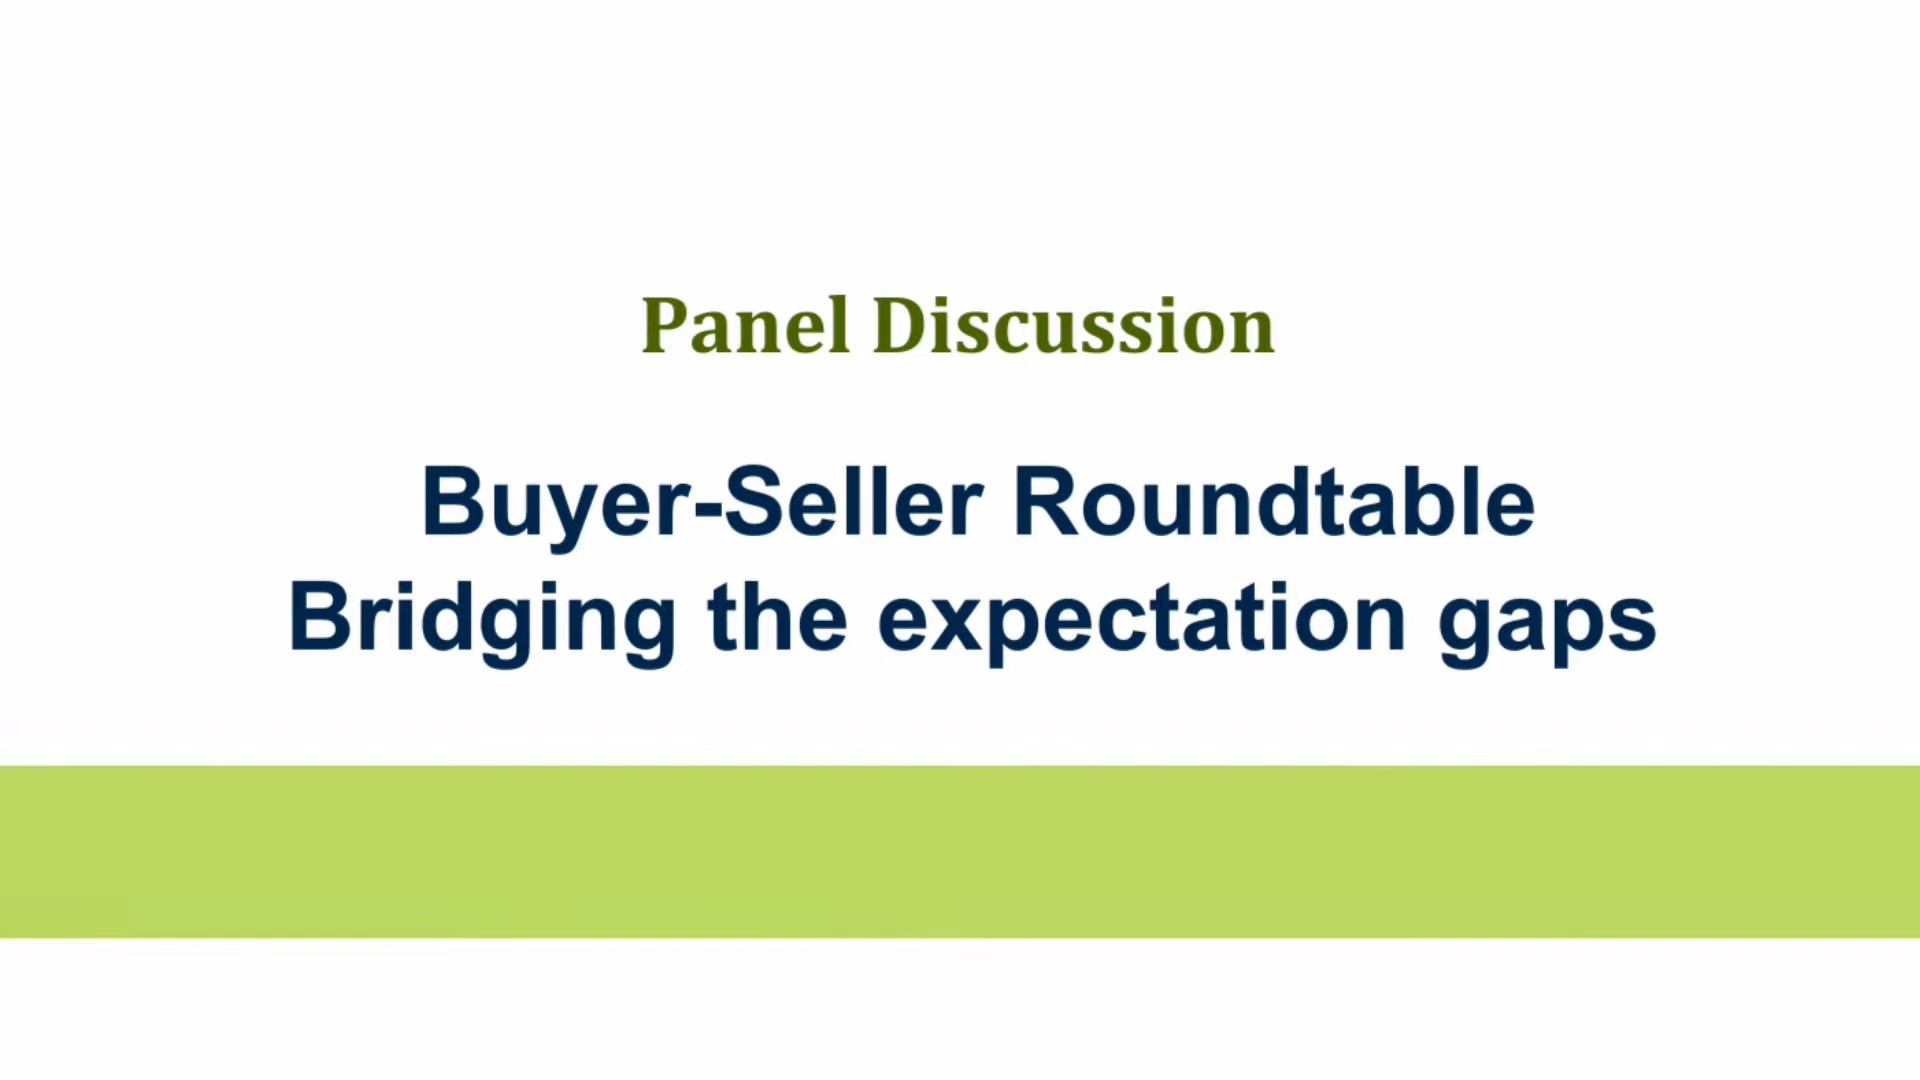 Panel Discussion
Buyer-Seller Roundtable
Bridging the expectation gaps